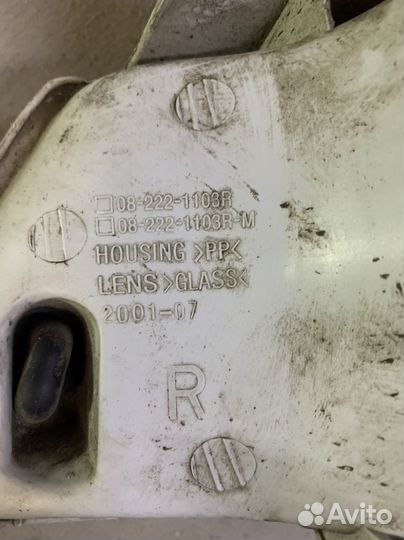 □08-222-1103R
□08-222-1103R-M
HOUSING >PP<
LENS >GLASS<
2001-07
R
Avito